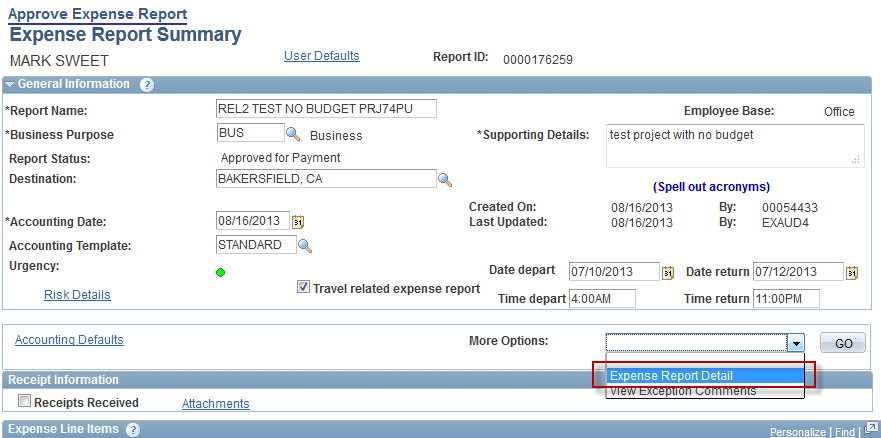 Approve Expense Report
Expense Report Summary
MARK SWEET User Defaults Report ID: 0000176259
General Information ?
*Report Name: REL2 TEST NO BUDGET PRJ74PU Employee Base: Office
*Business Purpose BUS Business *Supporting Details: test project with no budget
Report Status: Approved for Payment
Destination: BAKERSFIELD, CA
(Spell out acronyms)
Created On: 08/16/2013 By: 00054433
*Accounting Date: 08/16/2013 31 Last Updated: 08/16/2013 By: EXAUD4
Accounting Template: STANDARD
Urgency:
Date depart 07/10/2013 31 Date return 07/12/2013 31
Risk Details Travel related expense report Time depart 4:00AM Time return 11:00PM
Accounting Defaults More Options: GO
Expense Report Detail
View Exception Comments
Receipt Information
Receipts Received Attachments
Expense Line Items ? Personalize | Find |